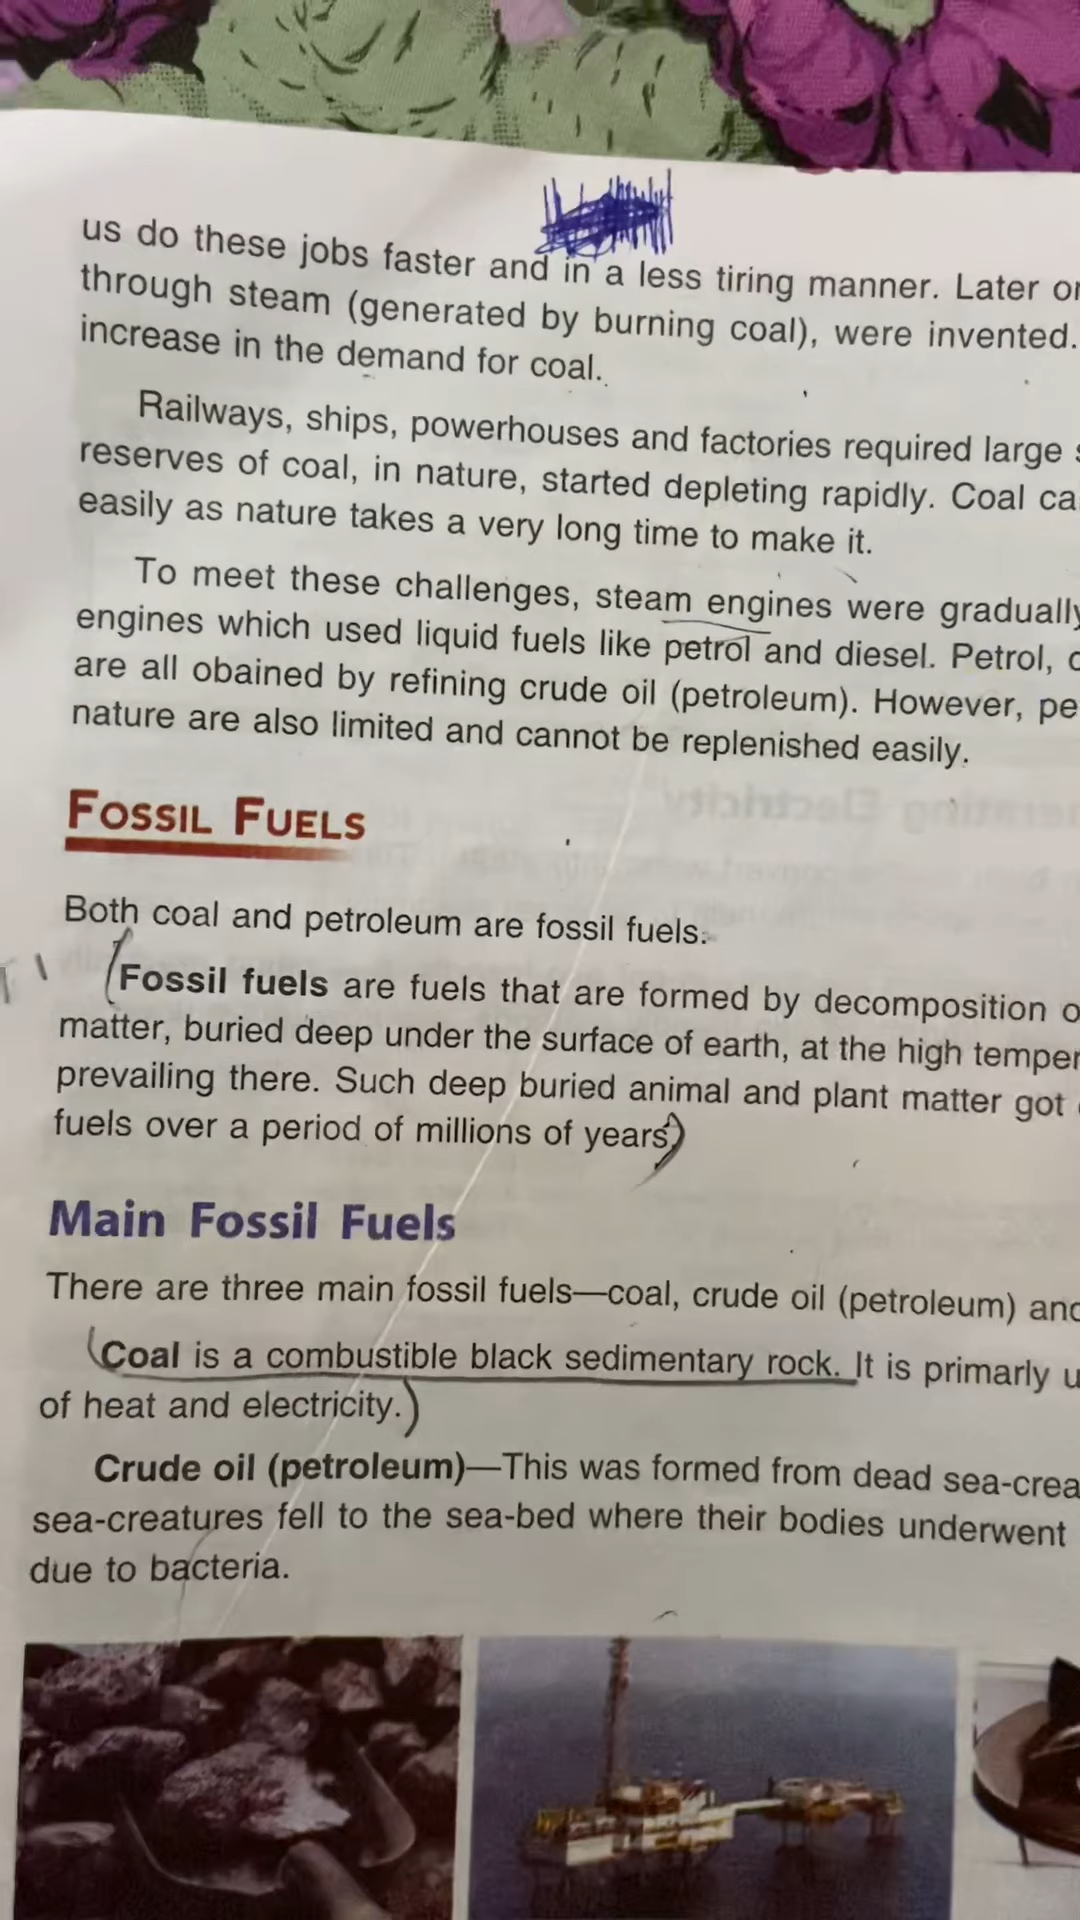 us do these jobs faster and in a less tiring manner. Later
through steam (generated by burning coal), were invented.
increase in the demand for coal.
Railways, ships, powerhouses and factories required large
reserves of coal, in nature, started depleting rapidly. Coal
easily as nature takes a very long time to make it.
To meet these challenges, steam engines were gradually
engines which used liquid fuels like petrol and diesel. Petrol,
are all obained by refining crude oil (petroleum). However,
nature are also limited and cannot be replenished easily.
FOSSIL FUELS
Both coal and petroleum are fossil fuels.
Fossil fuels are fuels that are formed by decomposition
matter, buried deep under the surface of earth, at the high
prevailing there. Such deep buried animal and plant matter got
fuels over a period of millions of years.
Main Fossil Fuels
There are three main fossil fuels—coal, crude oil (petroleum) and
Coal is a combustible black sedimentary rock. It is primarly
of heat and electricity.
Crude oil (petroleum)—This was formed from dead
sea-creatures fell to the sea-bed where their bodies underwent
due to bacteria.